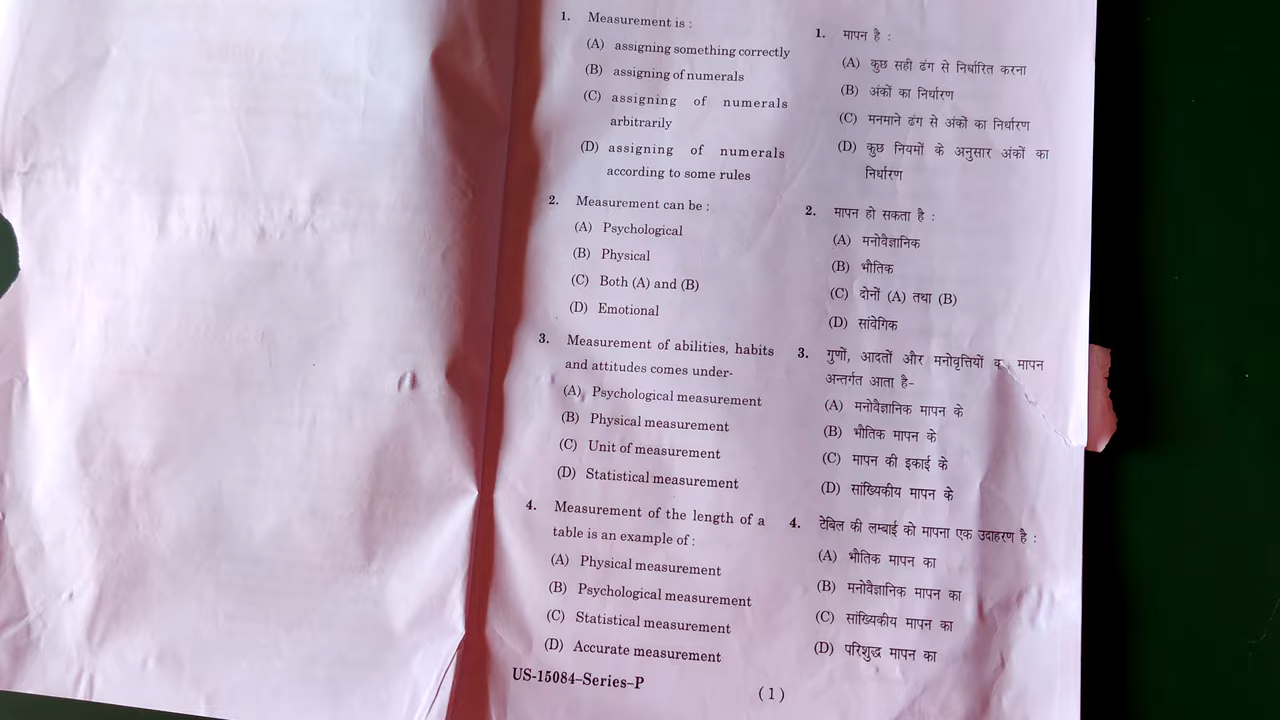 1. Measurement is :
(A) assigning something correctly
(B) assigning of numerals
(C) assigning of numerals
arbitrarily
(D) assigning of numerals
according to some rules
2. Measurement can be :
(A) Psychological
(B) Physical
(C) Both (A) and (B)
(D) Emotional
3. Measurement of abilities, habits
and attitudes comes under-
(A) Psychological measurement
(B) Physical measurement
(C) Unit of measurement
(D) Statistical measurement
4. Measurement of the length of a
table is an example of :
(A) Physical measurement
(B) Psychological measurement
(C) Statistical measurement
(D) Accurate measurement
1. मापन है :
(A) कुछ सही ढंग से निर्धारित करना
(B) अंकों का निर्धारण
(C) मनमाने ढंग से अंकों का निर्धारण
(D) कुछ नियमों के अनुसार अंकों का
निर्धारण
2. मापन हो सकता है :
(A) मनोवैज्ञानिक
(B) भौतिक
(C) दोनों (A) तथा (B)
(D) सांवेगिक
3. गुणों, आदतों और मनोवृत्तियों मापन
अन्तर्गत आता है-
(A) मनोवैज्ञानिक मापन के
(B) भौतिक मापन के
(C) मापन की इकाई के
(D) सांख्यिकीय मापन के
4. टेबिल की लम्बाई को मापना एक उदाहरण है :
(A) भौतिक मापन का
(B) मनोवैज्ञानिक मापन का
(C) सांख्यिकीय मापन का
(D) परिशुद्ध मापन का
US-15084-Series-P
(1)